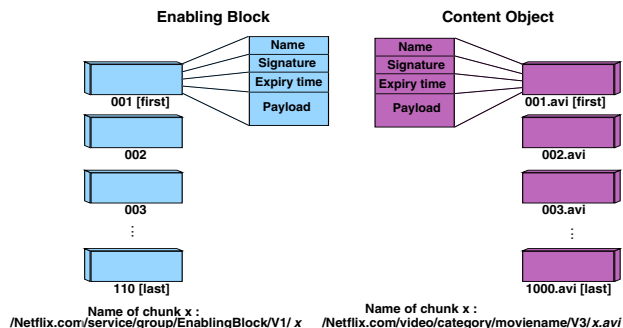 Enabling Block
Content Object
Name
Signature
Expiry time
Payload
001 [first]
002
003
⋮
110 [last]
Name of chunk x :
/Netflix.com/service/group/EnablingBlock/V1/ x
Name
Signature
Expiry time
Payload
001.avi [first]
002.avi
003.avi
⋮
1000.avi [last]
Name of chunk x :
/Netflix.com/video/category/moviename/V3/x.avi